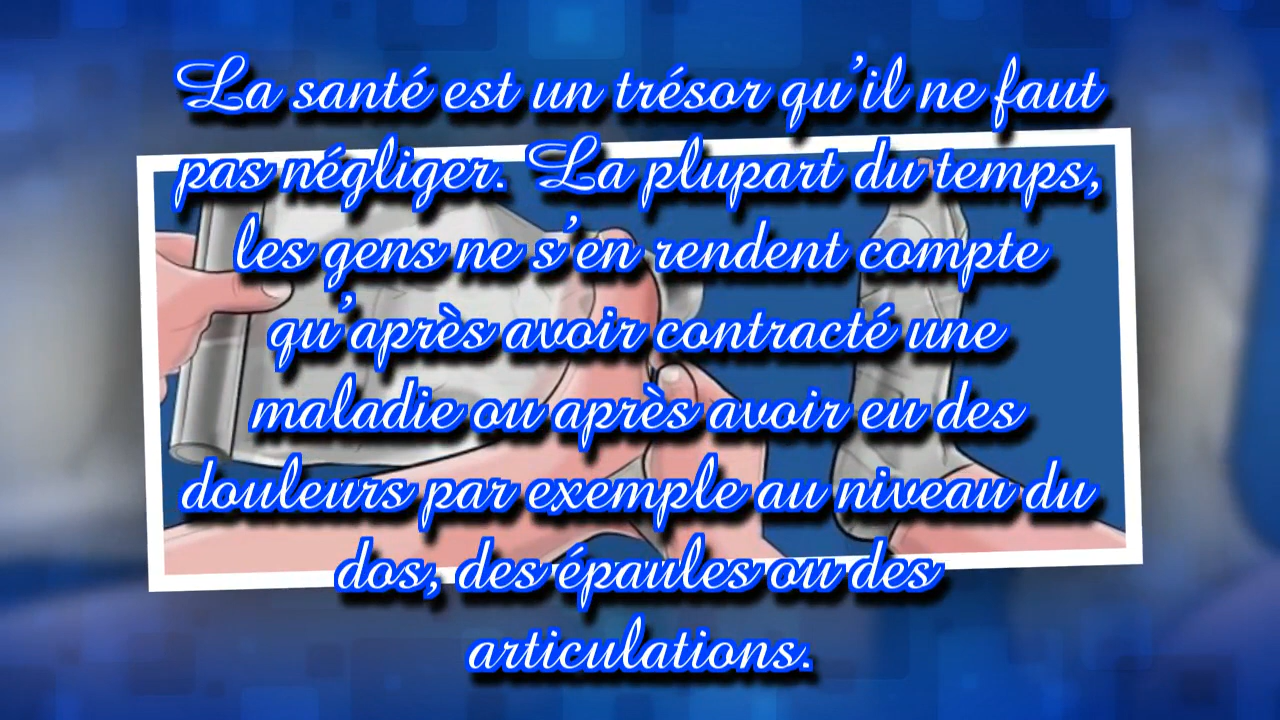 La santé est un trésor qu'il ne faut
pas négliger. La plupart du temps,
les gens ne s'en rendent compte
qu'après avoir contracté une
maladie ou après avoir eu des
douleurs par exemple au niveau du
dos, des épaules ou des
articulations.